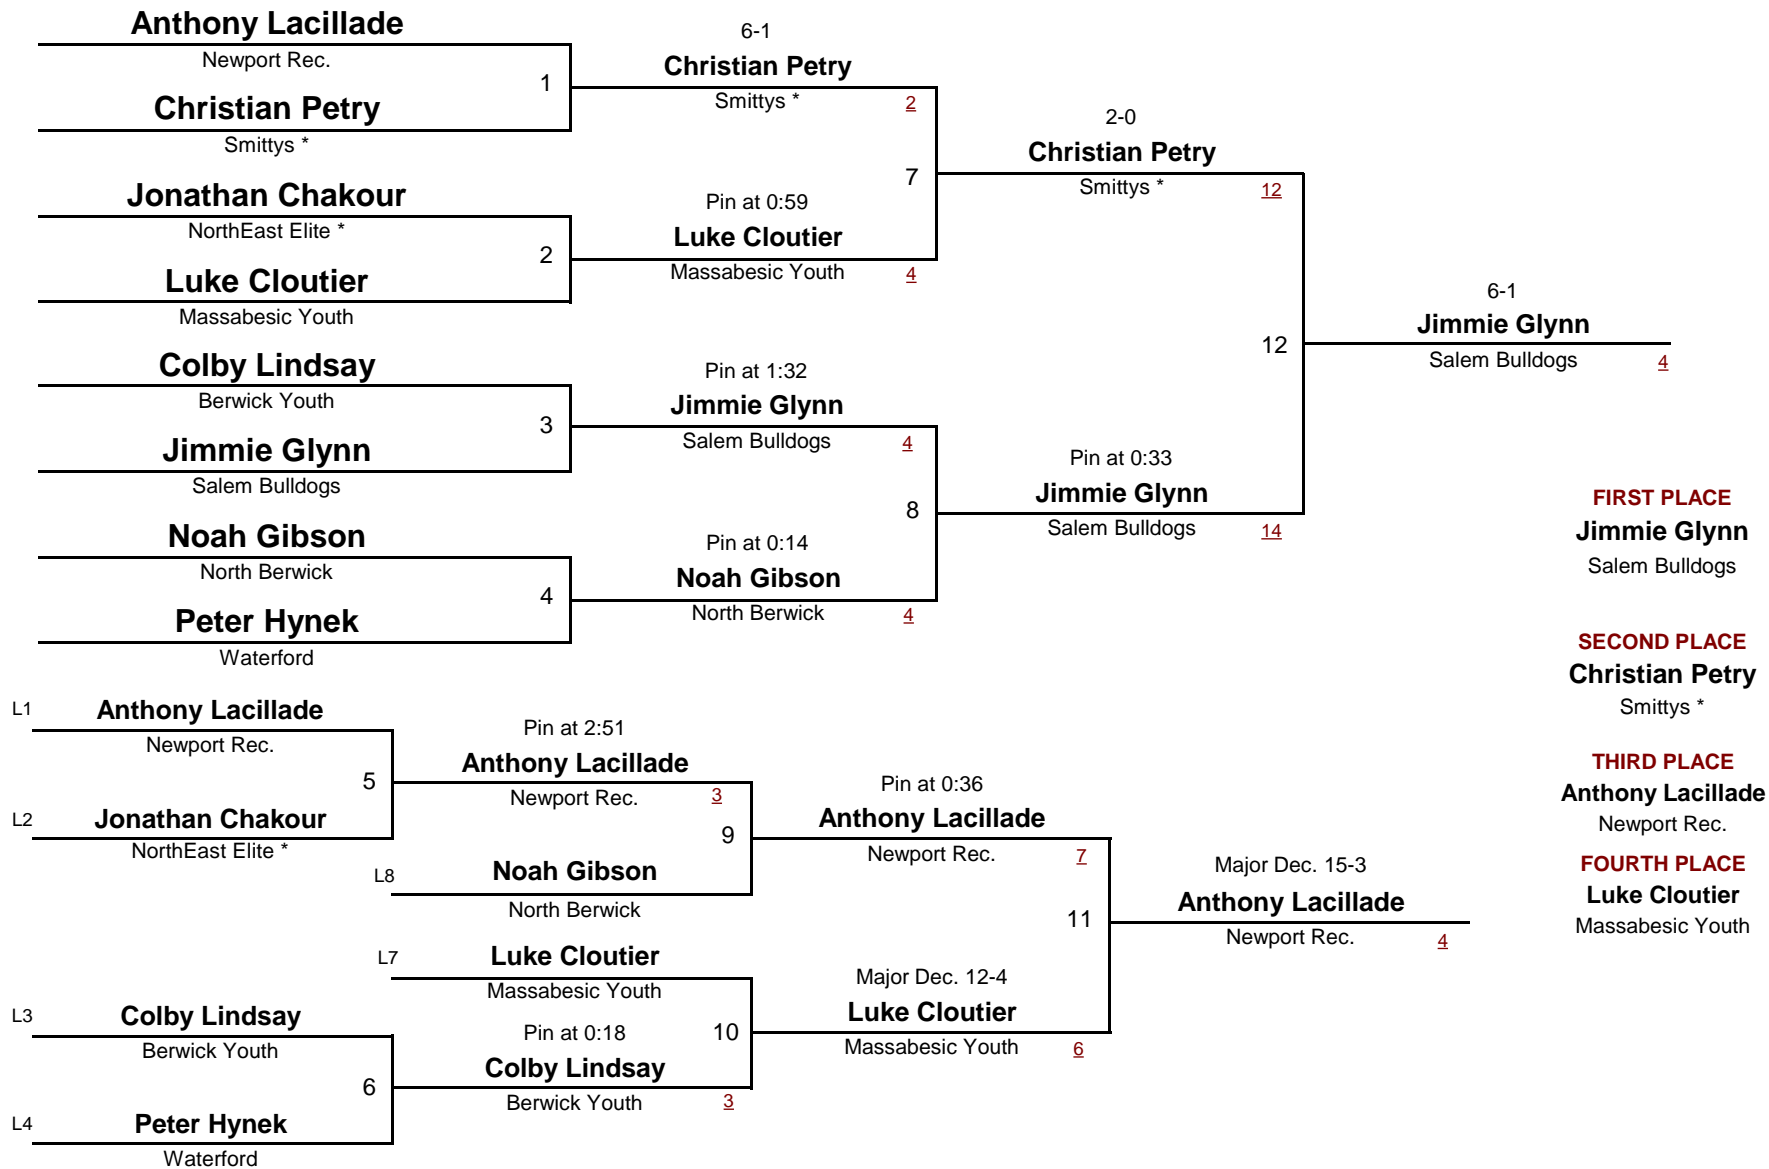 Anthony Lacillade
Newport Rec.
1
Christian Petry
Smittys *
6-1
Christian Petry
Smittys *
2
Jonathan Chakour
NorthEast Elite *
2
Luke Cloutier
Massabesic Youth
Pin at 0:59
Luke Cloutier
Massabesic Youth
4
7
2-0
Christian Petry
Smittys *
12
Colby Lindsay
Berwick Youth
3
Jimmie Glynn
Salem Bulldogs
Pin at 1:32
Jimmie Glynn
Salem Bulldogs
4
Noah Gibson
North Berwick
4
Peter Hynek
Waterford
Pin at 0:14
Noah Gibson
North Berwick
4
8
Pin at 0:33
Jimmie Glynn
Salem Bulldogs
14
12
6-1
Jimmie Glynn
Salem Bulldogs
4
FIRST PLACE
Jimmie Glynn
Salem Bulldogs
SECOND PLACE
Christian Petry
Smittys *
THIRD PLACE
Anthony Lacillade
Newport Rec.
FOURTH PLACE
Luke Cloutier
Massabesic Youth
L1
Anthony Lacillade
Newport Rec.
5
L2
Jonathan Chakour
NorthEast Elite *
Pin at 2:51
Anthony Lacillade
Newport Rec.
3
9
L8
Noah Gibson
North Berwick
Pin at 0:36
Anthony Lacillade
Newport Rec.
7
L7
Luke Cloutier
Massabesic Youth
L3
Colby Lindsay
Berwick Youth
6
L4
Peter Hynek
Waterford
Pin at 0:18
Colby Lindsay
Berwick Youth
3
10
Major Dec. 12-4
Luke Cloutier
Massabesic Youth
6
11
Major Dec. 15-3
Anthony Lacillade
Newport Rec.
4